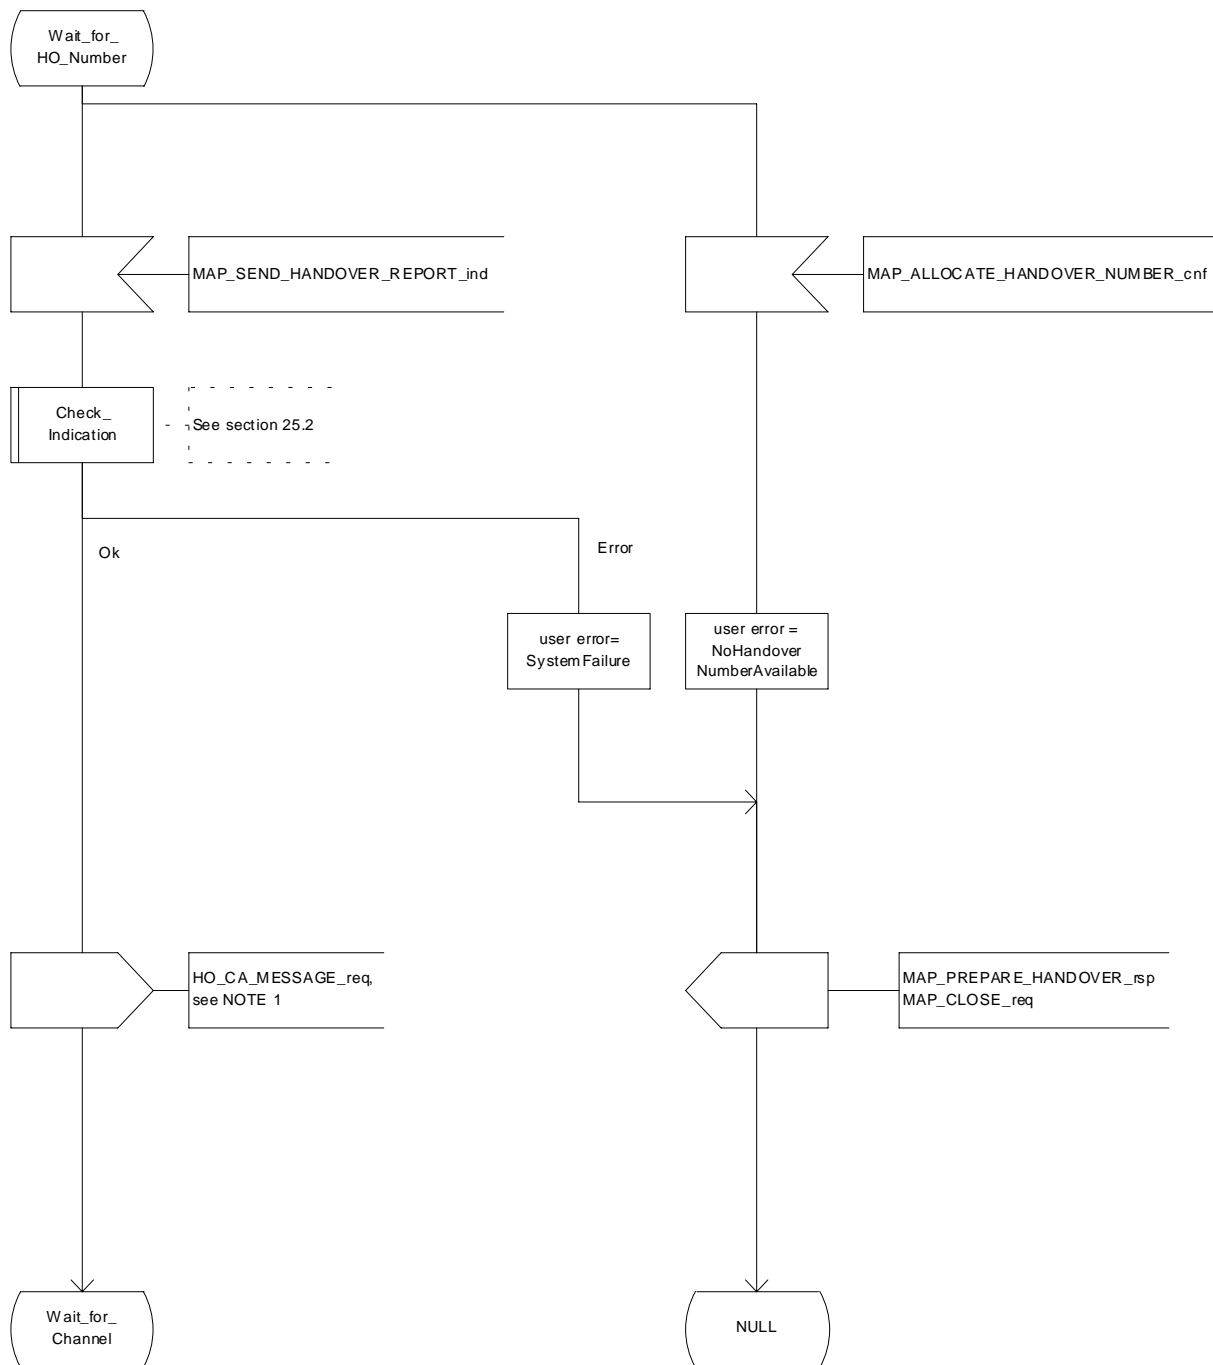 Wait_for_
HO_Number
MAP_SEND_HANDOVER_REPORT_ind
MAP_ALLOCATE_HANDOVER_NUMBER_cnf
Check_
Indication
See section 25.2
Ok
Error
user error=
SystemFailure
user error =
NoHandover
NumberAvailable
HO_CA_MESSAGE_req,
see NOTE 1
MAP_PREPARE_HANDOVER_rsp
MAP_CLOSE_req
Wait_for_
Channel
NULL